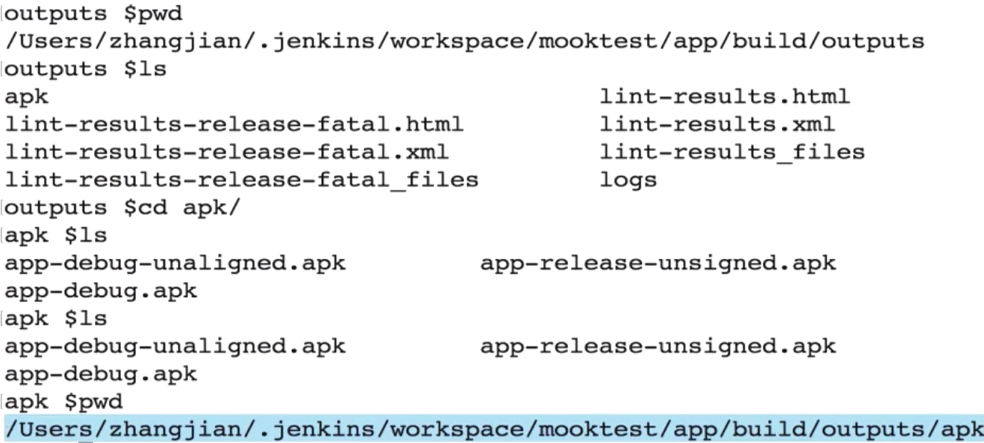 outputs $pwd
/Users/zhangjian/.jenkins/workspace/mooktest/app/build/outputs
outputs $ls
apk lint-results.html
lint-results-release-fatal.html lint-results.xml
lint-results-release-fatal.xml lint-results_files
lint-results-release-fatal_files logs
outputs $cd apk/
apk $ls
app-debug-unaligned.apk app-release-unsigned.apk
app-debug.apk
apk $ls
app-debug-unaligned.apk app-release-unsigned.apk
app-debug.apk
apk $pwd
/Users/zhangjian/.jenkins/workspace/mooktest/app/build/outputs/apk